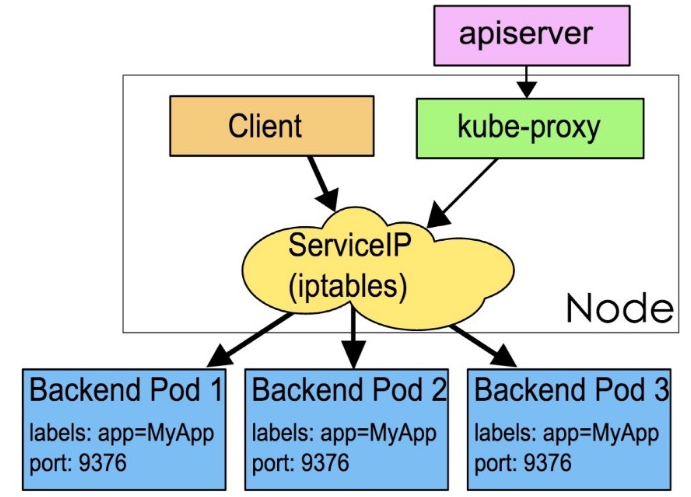 apiserver
Client
kube-proxy
ServiceIP
(iptables)
Node
Backend Pod 1
labels: app=MyApp
port: 9376
Backend Pod 2
labels: app=MyApp
port: 9376
Backend Pod 3
labels: app=MyApp
port: 9376